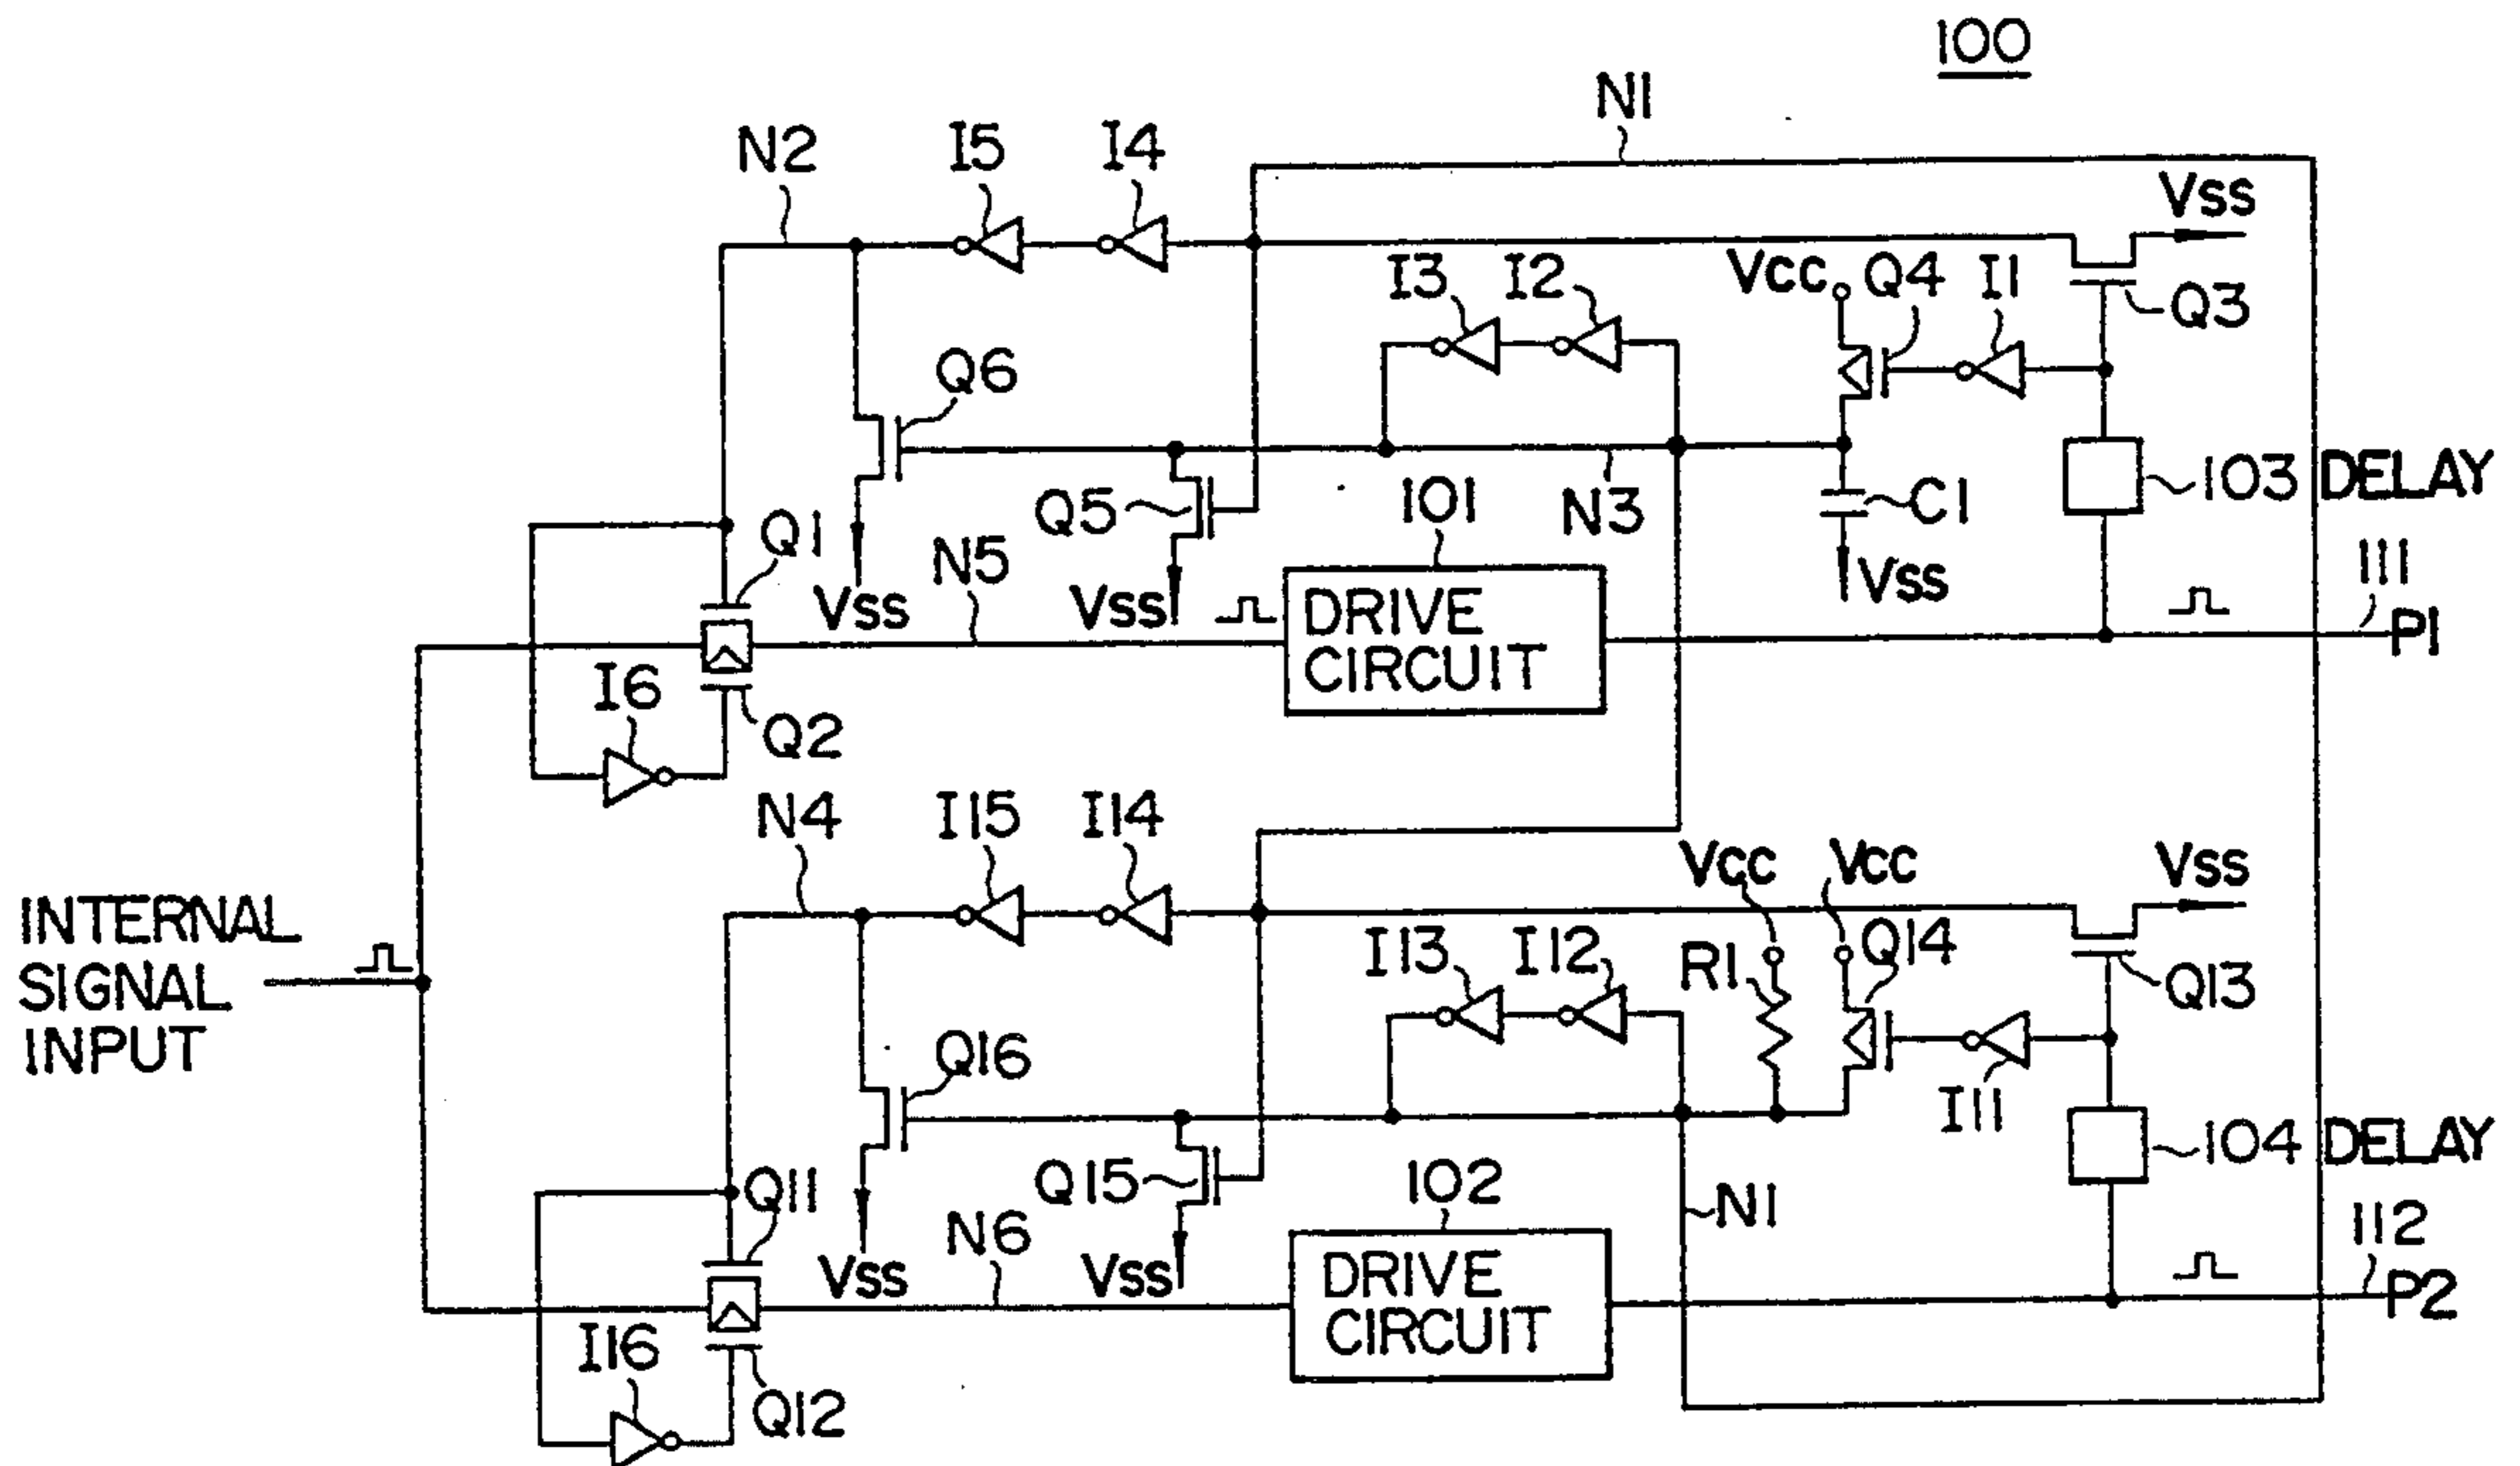 100
N1
N2
I5
I4
Vss
Vcc
Q4
I1
I3
I2
Q3
Q6
Q5
101
N3
C1
103
DELAY
Q1
N5
Vss
Vss
DRIVE
CIRCUIT
Vss
111
P1
I6
Q2
N4
I15
I14
Vcc
Vcc
Vss
INTERNAL
SIGNAL
INPUT
I13
I12
R1
Q14
Q13
Q16
I11
104
DELAY
Q11
N6
Q15
102
N1
112
Vss
Vss
DRIVE
CIRCUIT
P2
I16
Q12